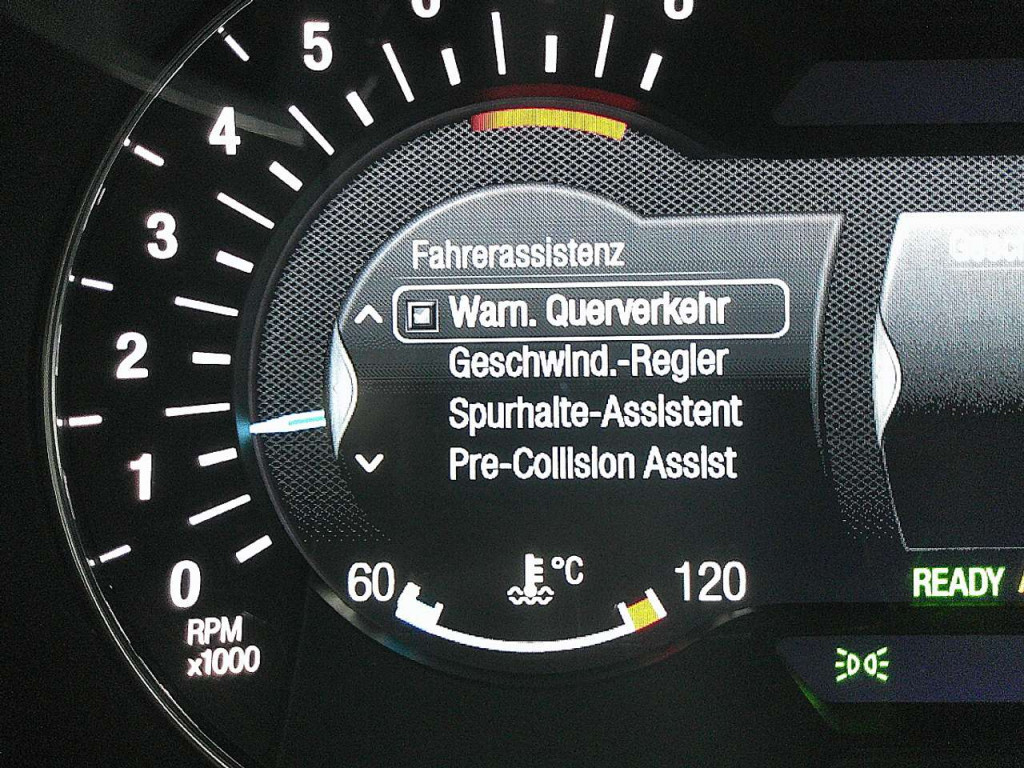 5
4
3
2
1
0
RPM
x1000
Fahrerassistenz
Warn. Querverkehr
Geschwind.-Regler
Spurhalte-Assistent
Pre-Collision Assist
60
°C
120
READY